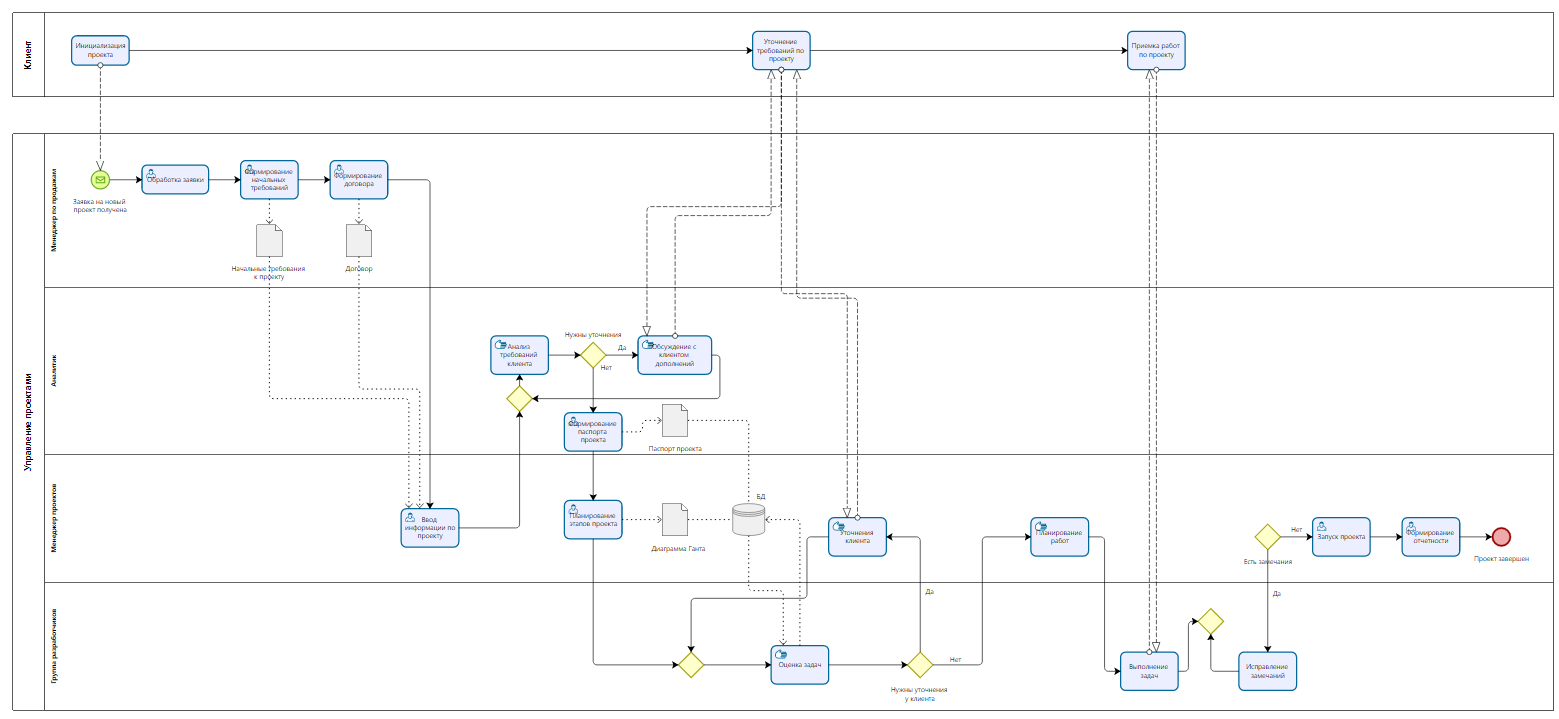 Клиент
Инициализация
проекта
Уточнение
требований по
проекту
Приемка работ
по проекту
Управление проектами
Менеджер по продажам
Заявка на новый
проект получена
Обработка заявки
Формирование
начальных
требований
Формирование
договора
Начальные требования
к проекту
Договор
Аналитик
Анализ
требований
клиента
Нужны уточнения
Да
Нет
Обсуждение с
клиентом
дополнений
Формирование
паспорта
проекта
Паспорт проекта
Менеджер проектов
Ввод
информации по
проекту
Планирование
этапов проекта
Диаграмма Ганта
БД
Уточнения
клиента
Планирование
работ
Есть замечания
Нет
Запуск проекта
Формирование
отчетности
Проект завершен
Группа разработчиков
Оценка задач
Да
Нет
Нужны уточнения
у клиента
Выполнение
задач
Да
Исправление
замечаний